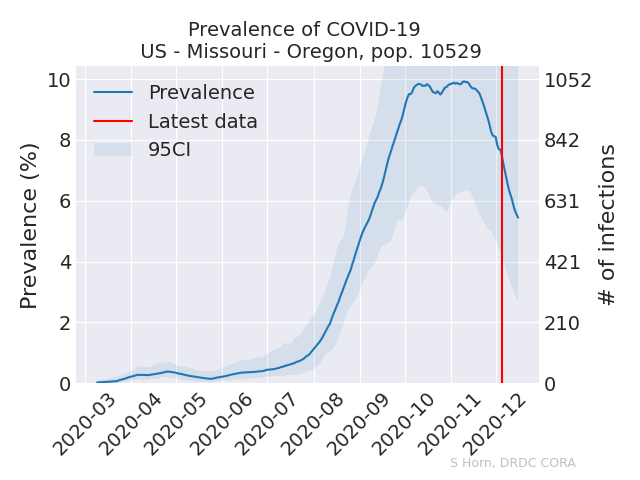 Prevalence of COVID-19
US - Missouri - Oregon, pop. 10529
Prevalence
Latest data
95CI
Prevalence (%)
10
8
6
4
2
0
1052
842
631
421
210
0
# of infections
2020-03
2020-04
2020-05
2020-06
2020-07
2020-08
2020-09
2020-10
2020-11
2020-12
S Horn, DRDC CORA